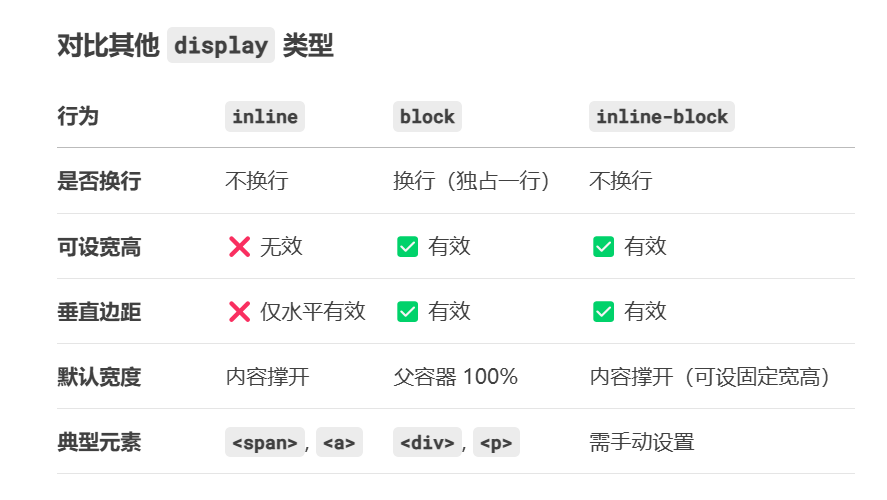 对比其他 display 类型
行为 inline block inline-block
是否换行 不换行 换行（独占一行） 不换行
可设宽高 ❌ 无效 ✅ 有效 ✅ 有效
垂直边距 ❌ 仅水平有效 ✅ 有效 ✅ 有效
默认宽度 内容撑开 父容器 100% 内容撑开（可设固定宽高）
典型元素 <span>, <a> <div>, <p> 需手动设置